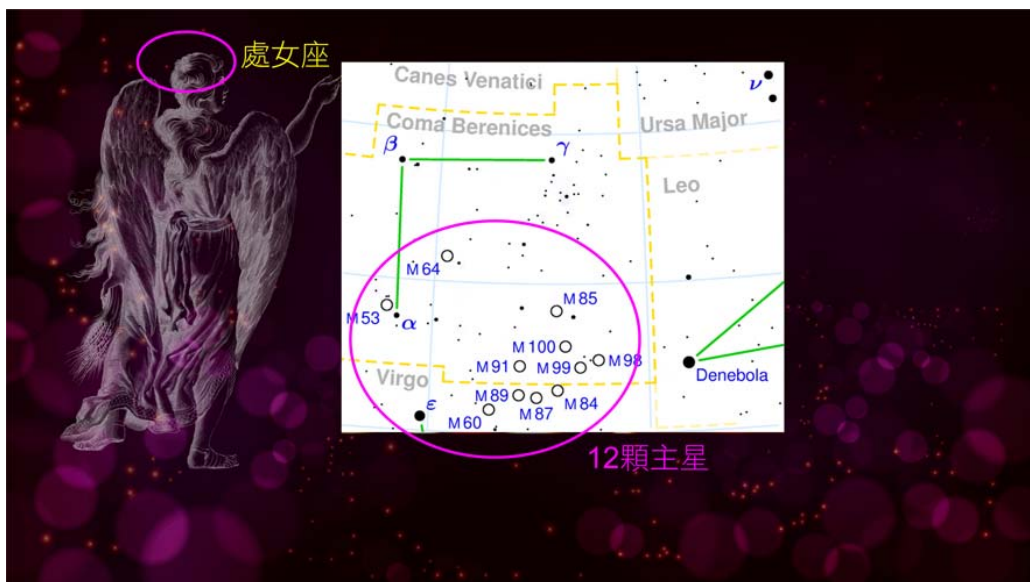 處女座
Canes Venatici
ν
Coma Berenices
Ursa Major
β
γ
Leo
M 64
M 85
M 53
α
M 100
M 91
M 99
M 98
Virgo
Denebola
M 89
M 84
ε
M 87
M 60
12顆主星